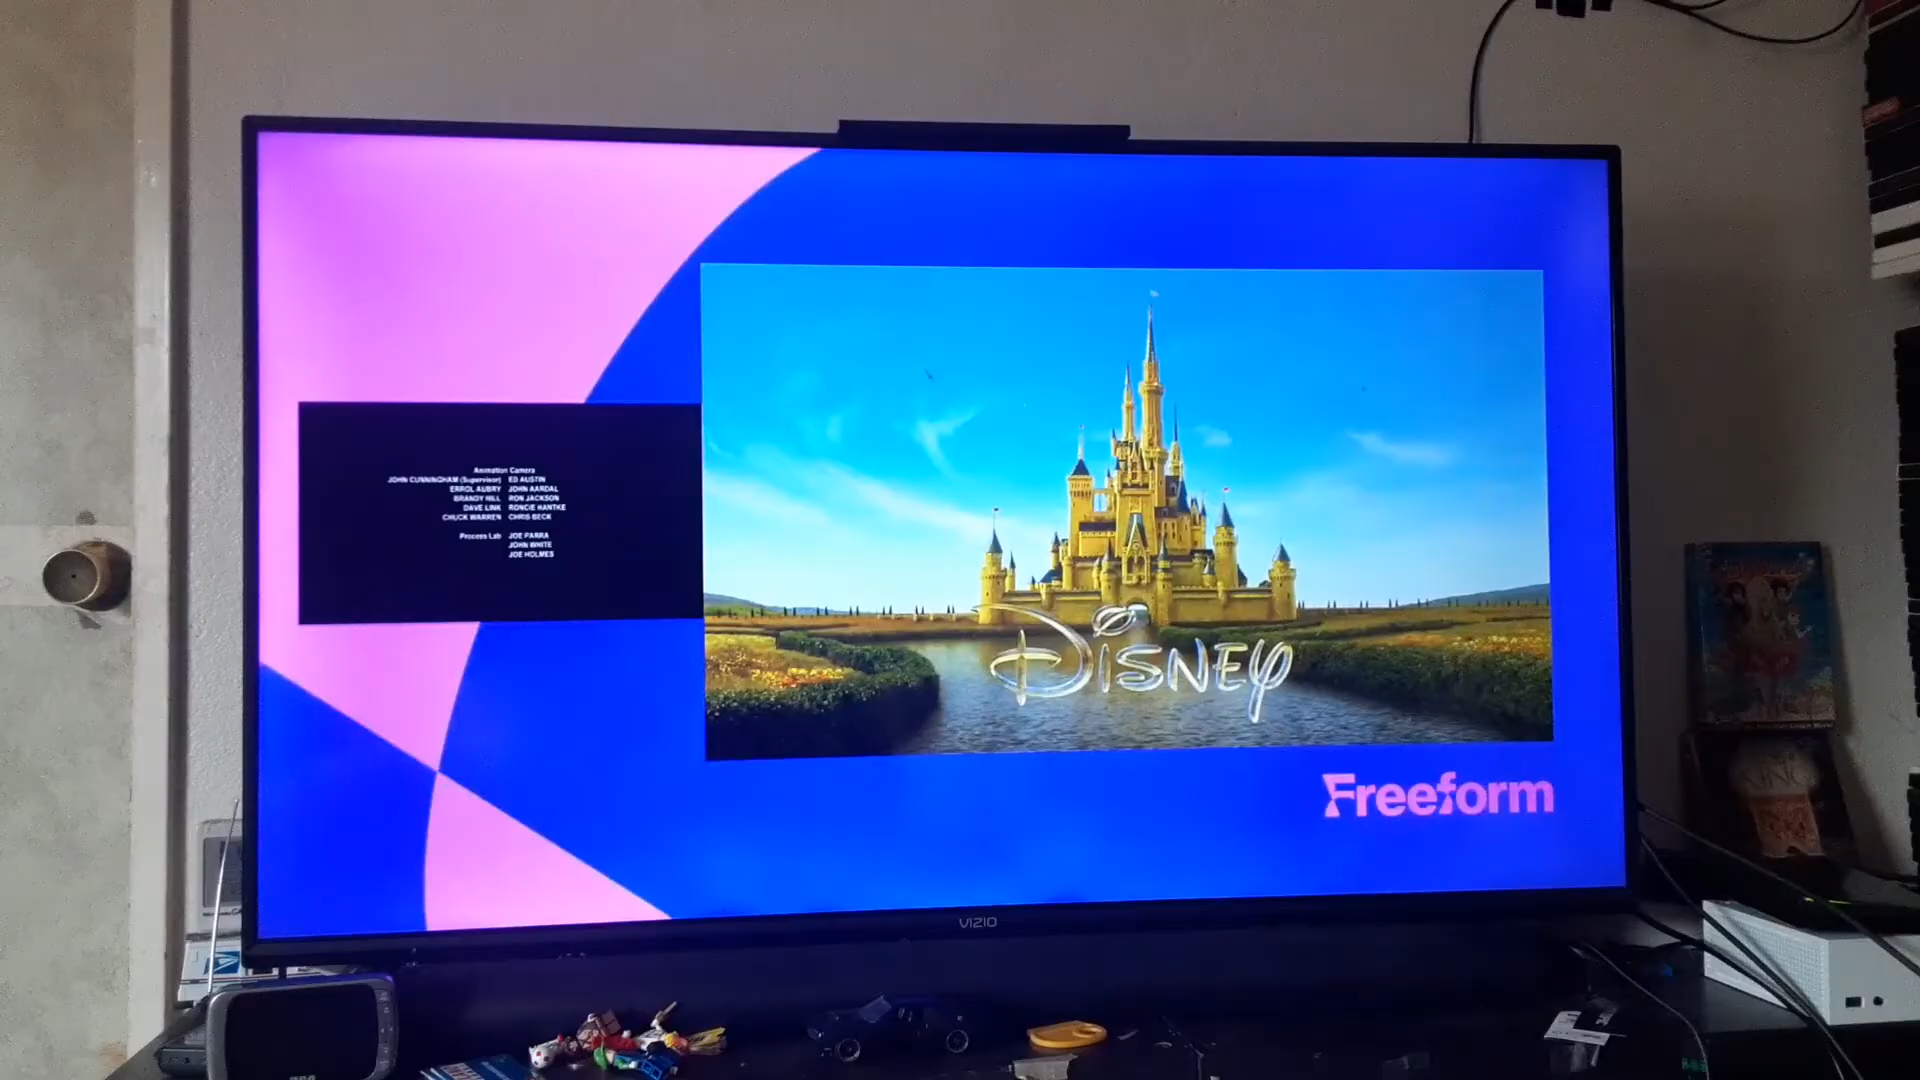 Animation Camera
JOHN CUNNINGHAM (Supervisor) ED AUSTIN
ERROL AUBRY JOHN AARDAL
BRANDY HILL RON JACKSON
DAVE LINK RONCIE HANTKE
CHUCK WARREN CHRIS BECK
Process Lab JOE PARRA
JOHN WHITE
JOE HOLMES
DISNEY
Freeform
VIZIO